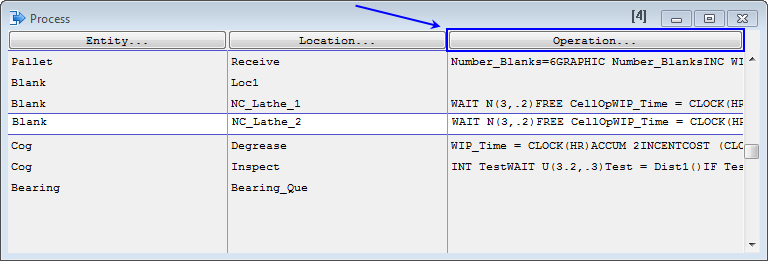 Process [4]
Entity... Location... Operation...
Pallet Receive Number_Blanks=6GRAPHIC Number_BlanksINC WI
Blank Loc1
Blank NC_Lathe_1 WAIT N(3,.2)FREE CellOpWIP_Time = CLOCK(HR
Blank NC_Lathe_2 WAIT N(3,.2)FREE CellOpWIP_Time = CLOCK(HR
Cog Degrease WIP_Time = CLOCK(HR)ACCUM 2INCENTCOST (CLO
Cog Inspect INT TestWAIT U(3.2,.3)Test = Dist1()IF Tes
Bearing Bearing_Que